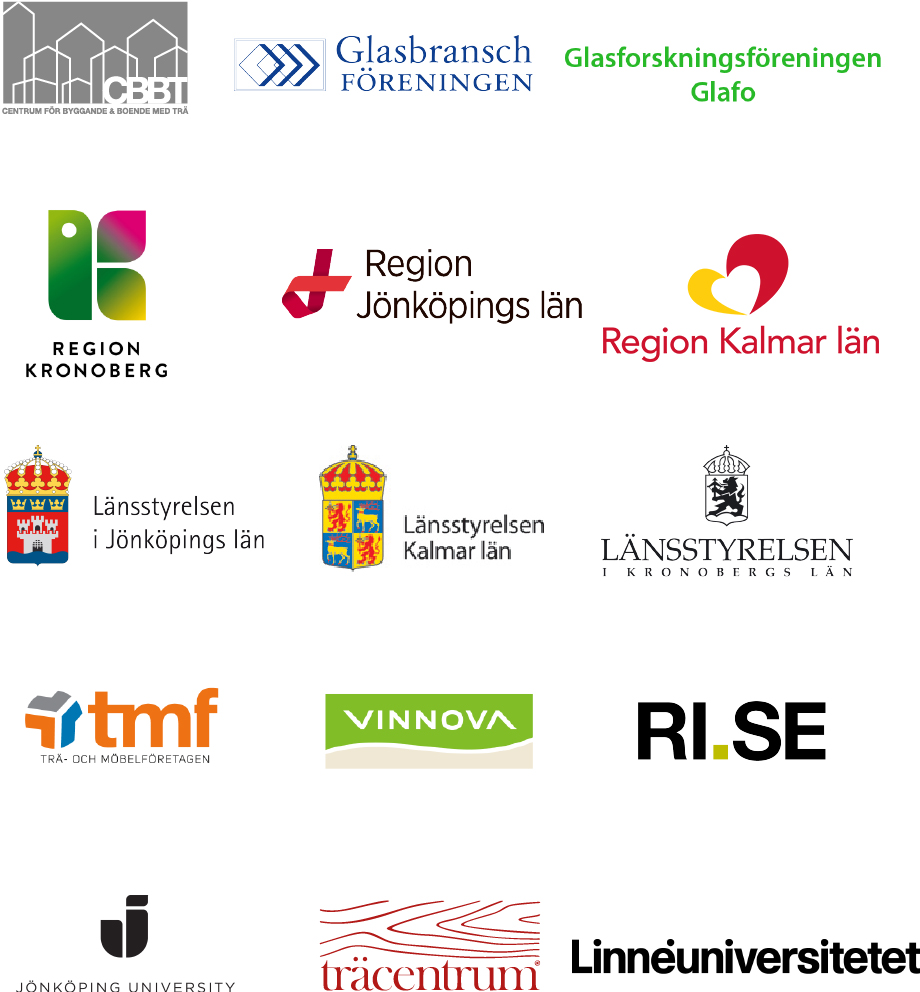 CBBT
CENTRUM FÖR BYGGANDE & BOENDE MED TRÄ
Glasbransch
FÖRENINGEN
Glasforskningsföreningen
Glafo
REGION
KRONOBERG
Region
Jönköpings län
Region Kalmar län
Länsstyrelsen
i Jönköpings län
Länsstyrelsen
Kalmar län
LÄNSSTYRELSEN
I KRONOBERGS LÄN
tmf
TRÄ- OCH MÖBELFÖRETAGEN
VINNOVA
RI.SE
JÖNKÖPING UNIVERSITY
träcentrum®
Linnéuniversitetet